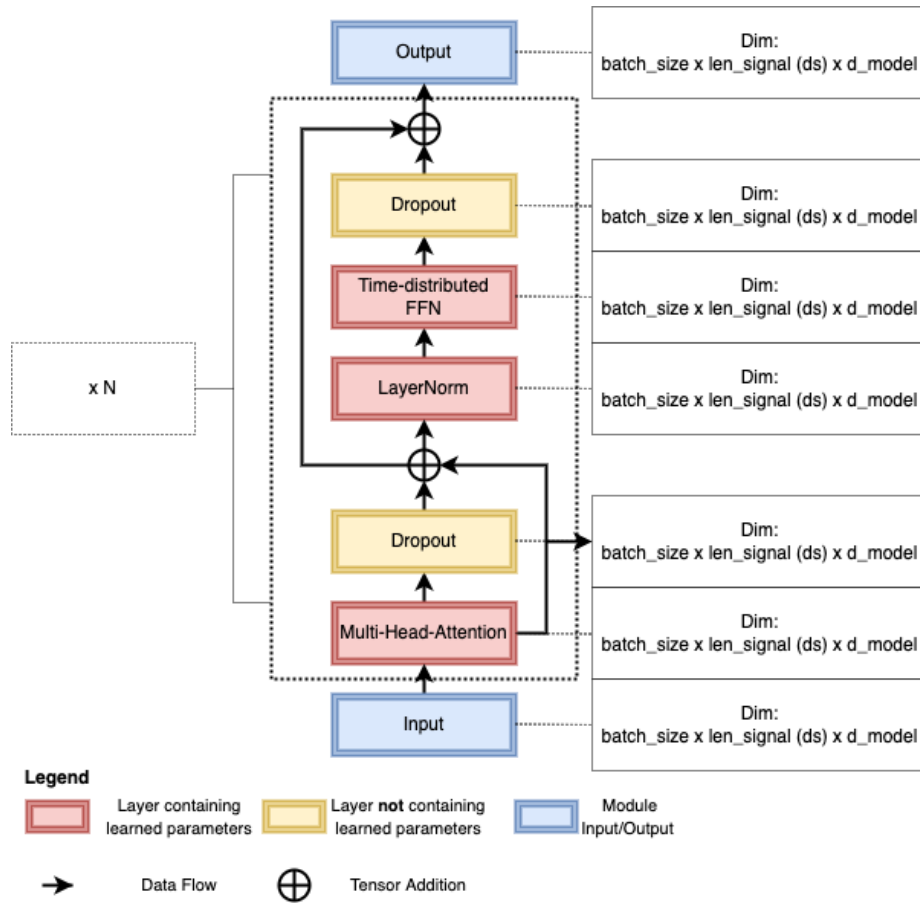 Output
Dim:
batch_size x len_signal (ds) x d_model
Dropout
Dim:
batch_size x len_signal (ds) x d_model
Time-distributed
FFN
Dim:
batch_size x len_signal (ds) x d_model
x N
LayerNorm
Dim:
batch_size x len_signal (ds) x d_model
Dropout
Dim:
batch_size x len_signal (ds) x d_model
Multi-Head-Attention
Dim:
batch_size x len_signal (ds) x d_model
Input
Dim:
batch_size x len_signal (ds) x d_model
Legend
Layer containing
learned parameters
Layer not containing
learned parameters
Module
Input/Output
Data Flow
Tensor Addition